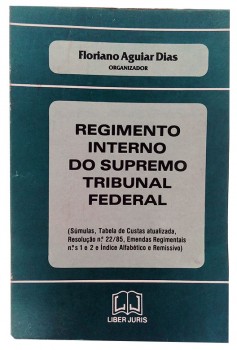 Floriano Aguiar Dias
ORGANIZADOR
REGIMENTO
INTERNO
DO SUPREMO
TRIBUNAL
FEDERAL
(Súmulas, Tabela de Custas atualizada,
Resolução n.º 22/85, Emendas Regimentais
n.ºs 1 e 2 e Índice Alfabético e Remissivo)
LIBER JURIS